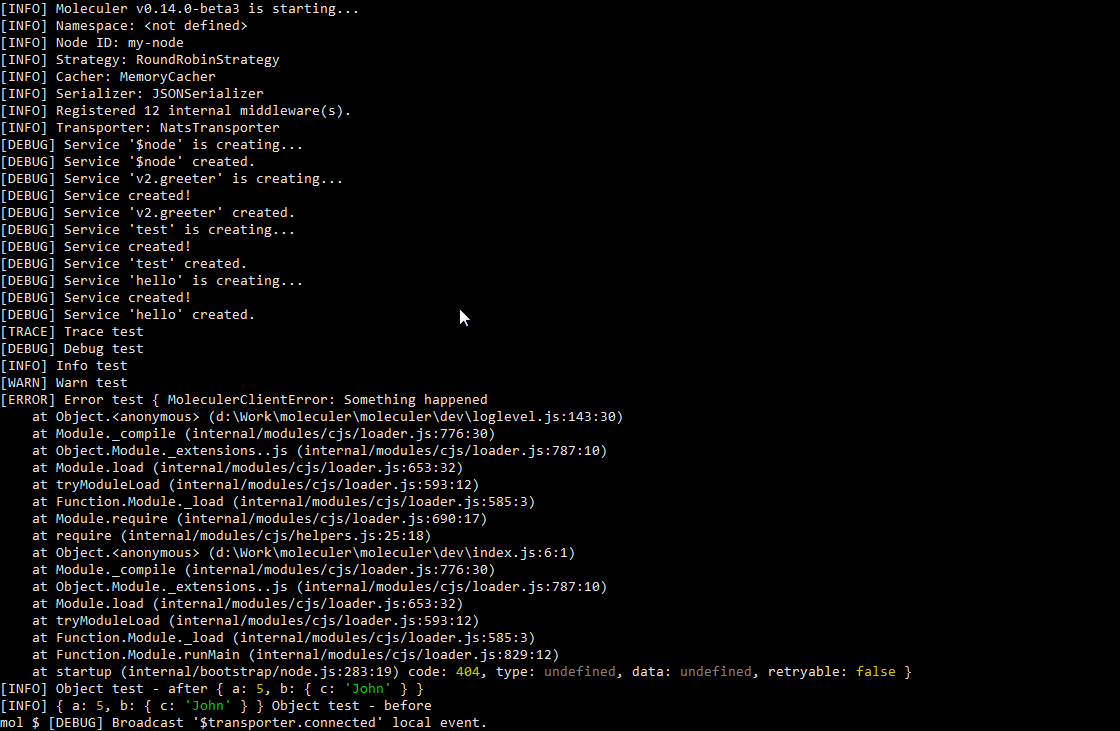 [INFO] Moleculer v0.14.0-beta3 is starting...
[INFO] Namespace: <not defined>
[INFO] Node ID: my-node
[INFO] Strategy: RoundRobinStrategy
[INFO] Cacher: MemoryCacher
[INFO] Serializer: JSONSerializer
[INFO] Registered 12 internal middleware(s).
[INFO] Transporter: NatsTransporter
[DEBUG] Service '$node' is creating...
[DEBUG] Service '$node' created.
[DEBUG] Service 'v2.greeter' is creating...
[DEBUG] Service created!
[DEBUG] Service 'v2.greeter' created.
[DEBUG] Service 'test' is creating...
[DEBUG] Service created!
[DEBUG] Service 'test' created.
[DEBUG] Service 'hello' is creating...
[DEBUG] Service created!
[DEBUG] Service 'hello' created.
[TRACE] Trace test
[DEBUG] Debug test
[INFO] Info test
[WARN] Warn test
[ERROR] Error test { MoleculerClientError: Something happened
    at Object.<anonymous> (d:\Work\moleculer\moleculer\dev\loglevel.js:143:30)
    at Module._compile (internal/modules/cjs/loader.js:776:30)
    at Object.Module._extensions..js (internal/modules/cjs/loader.js:787:10)
    at Module.load (internal/modules/cjs/loader.js:653:32)
    at tryModuleLoad (internal/modules/cjs/loader.js:593:12)
    at Function.Module._load (internal/modules/cjs/loader.js:585:3)
    at Module.require (internal/modules/cjs/loader.js:690:17)
    at require (internal/modules/cjs/helpers.js:25:18)
    at Object.<anonymous> (d:\Work\moleculer\moleculer\dev\index.js:6:1)
    at Module._compile (internal/modules/cjs/loader.js:776:30)
    at Object.Module._extensions..js (internal/modules/cjs/loader.js:787:10)
    at Module.load (internal/modules/cjs/loader.js:653:32)
    at tryModuleLoad (internal/modules/cjs/loader.js:593:12)
    at Function.Module._load (internal/modules/cjs/loader.js:585:3)
    at Function.Module.runMain (internal/modules/cjs/loader.js:829:12)
    at startup (internal/bootstrap/node.js:283:19) code: 404, type: undefined, data: undefined, retryable: false }
[INFO] Object test - after { a: 5, b: { c: 'John' } }
[INFO] { a: 5, b: { c: 'John' } } Object test - before
mol $ [DEBUG] Broadcast '$transporter.connected' local event.